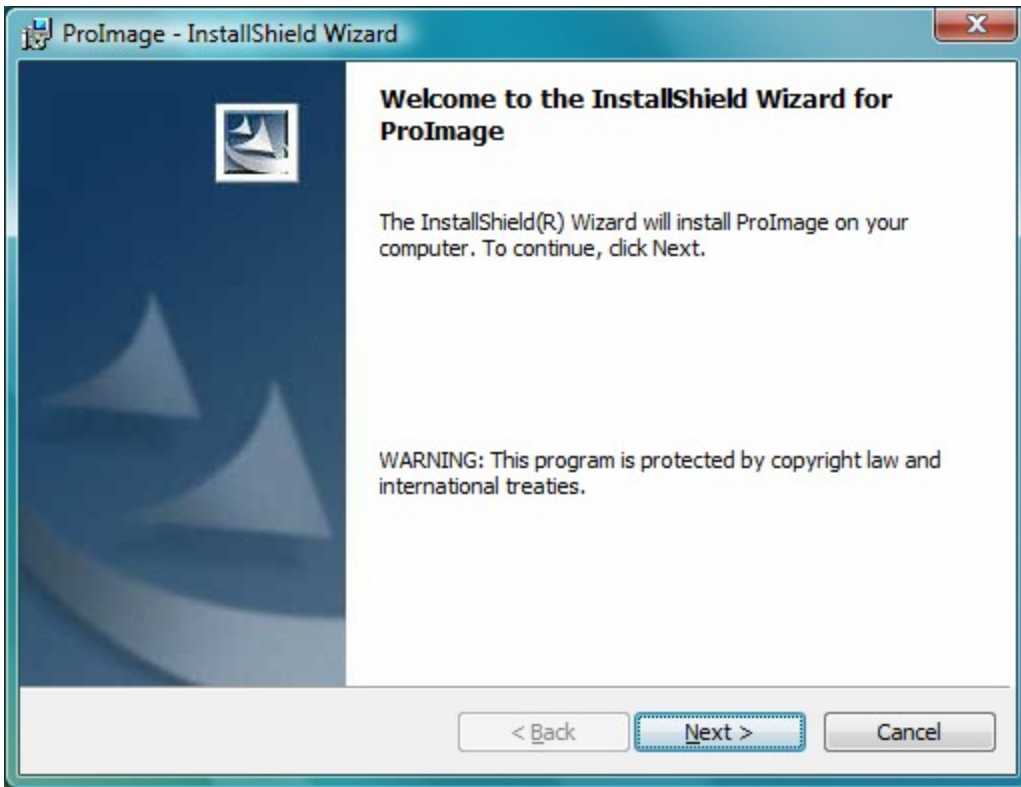 ProImage - InstallShield Wizard
Welcome to the InstallShield Wizard for
ProImage
The InstallShield(R) Wizard will install ProImage on your
computer. To continue, click Next.
WARNING: This program is protected by copyright law and
international treaties.
< Back
Next >
Cancel